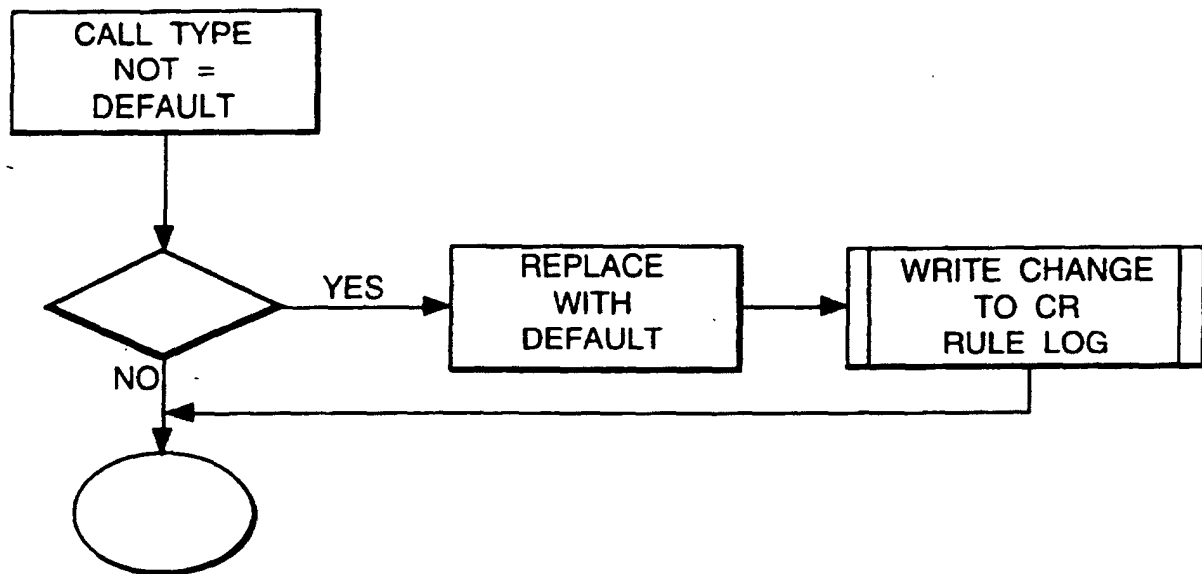 CALL TYPE
NOT =
DEFAULT
YES
REPLACE
WITH
DEFAULT
WRITE CHANGE
TO CR
RULE LOG
NO